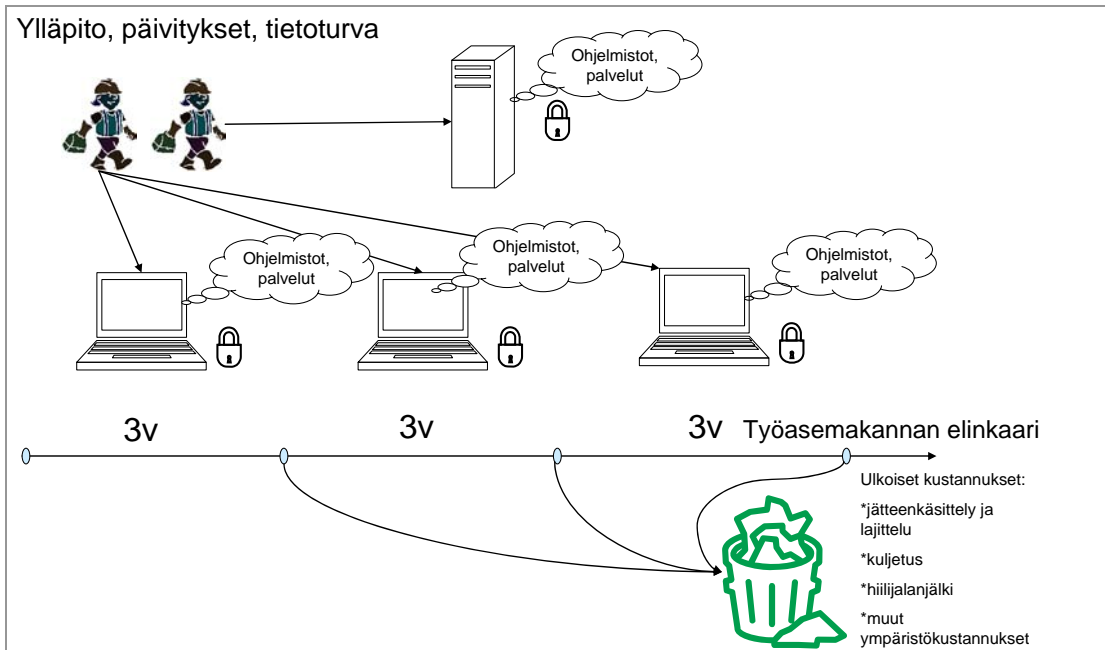 Ylläpito, päivitykset, tietoturva
Ohjelmistot,
palvelut
Ohjelmistot,
palvelut
Ohjelmistot,
palvelut
Ohjelmistot,
palvelut
3v
3v
3v
Työasemakannan elinkaari
Ulkoiset kustannukset:
*jätteenkäsittely ja
lajittelu
*kuljetus
*hiilijalanjälki
*muut
ympäristökustannukset